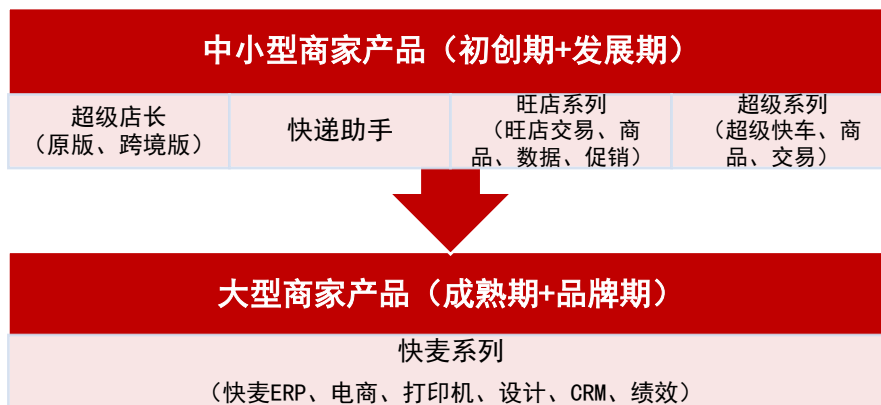 中小型商家产品（初创期+发展期）
超级店长
（原版、跨境版）
快递助手
旺店系列
（旺店交易、商
品、数据、促销）
超级系列
（超级快车、商
品、交易）
大型商家产品（成熟期+品牌期）
快麦系列
（快麦ERP、电商、打印机、设计、CRM、绩效）